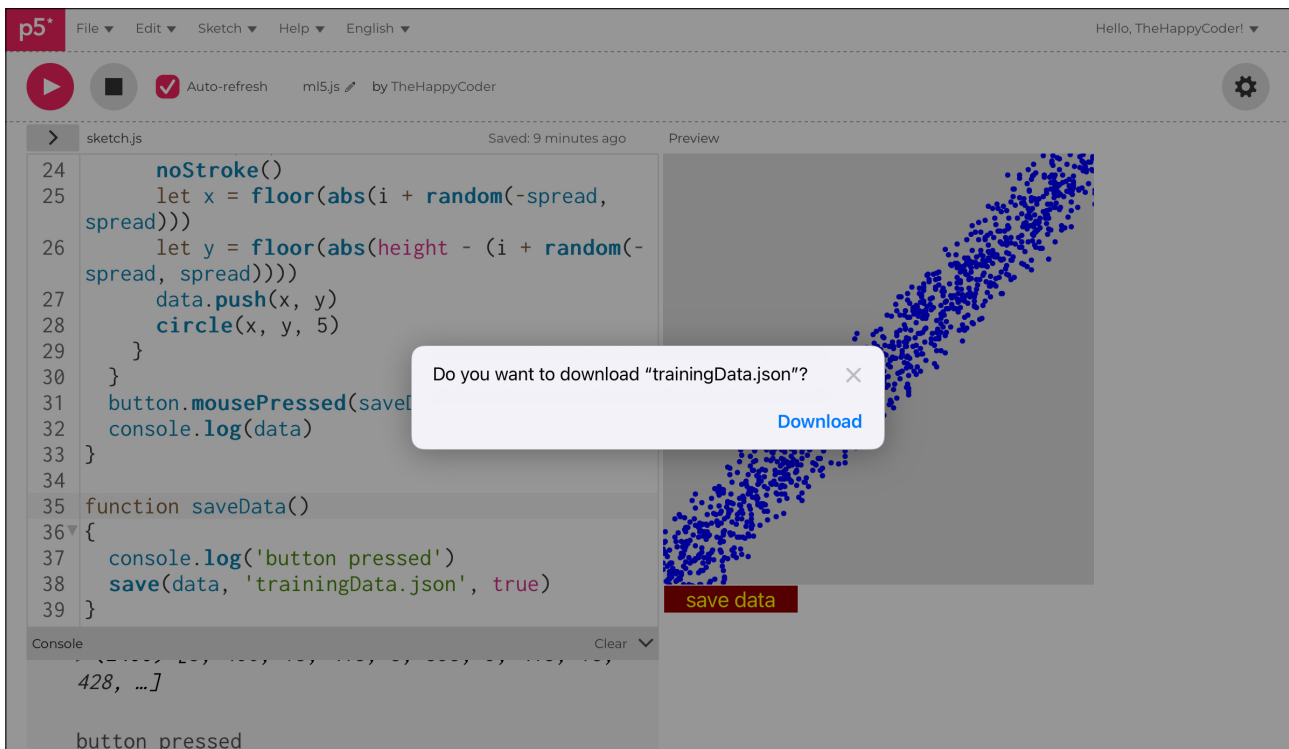 p5* File Edit Sketch Help English Hello, TheHappyCoder!
Auto-refresh ml5.js by TheHappyCoder
sketch.js Saved: 9 minutes ago Preview
24 noStroke()
25 let x = floor(abs(i + random(-spread,
spread)))
26 let y = floor(abs(height - (i + random(-
spread, spread))))
27 data.push(x, y)
28 circle(x, y, 5)
29 }
30 }
31 button.mousePressed(saveD
32 console.log(data)
33 }
34
35 function saveData()
36 {
37 console.log('button pressed')
38 save(data, 'trainingData.json', true)
39 }
Do you want to download “trainingData.json”?
Download
save data
Console Clear
428, …]
button pressed